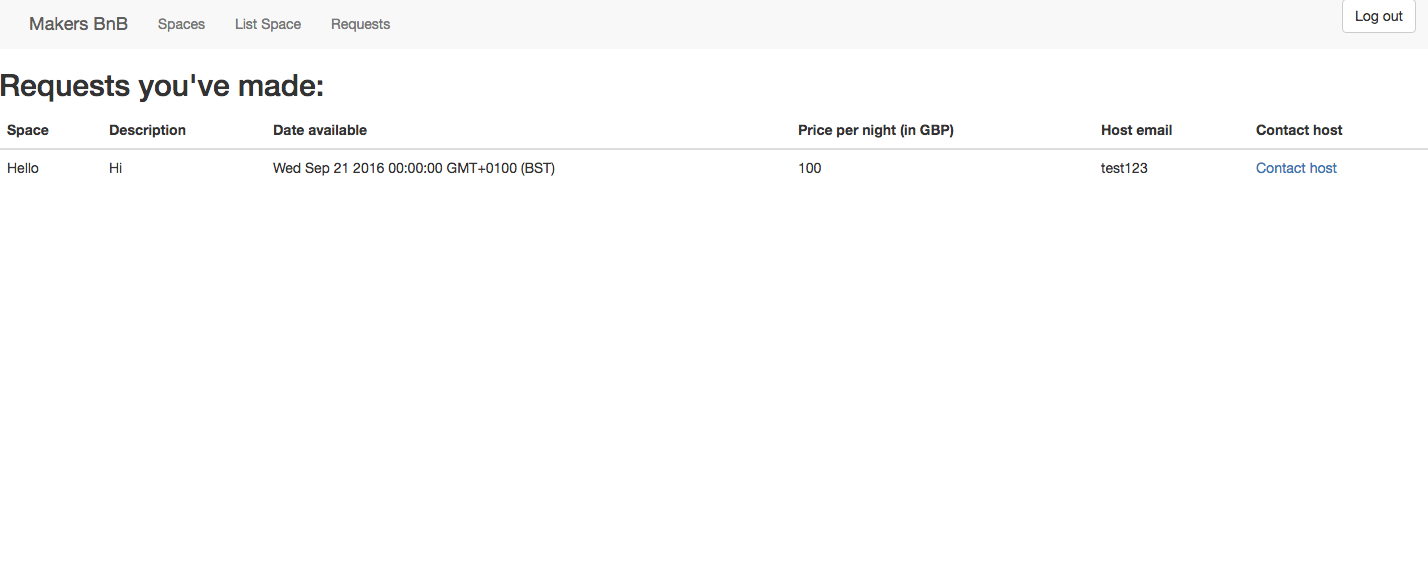 Makers BnB Spaces List Space Requests Log out
Requests you've made:
Space Description Date available Price per night (in GBP) Host email Contact host
Hello Hi Wed Sep 21 2016 00:00:00 GMT+0100 (BST) 100 test123 Contact host